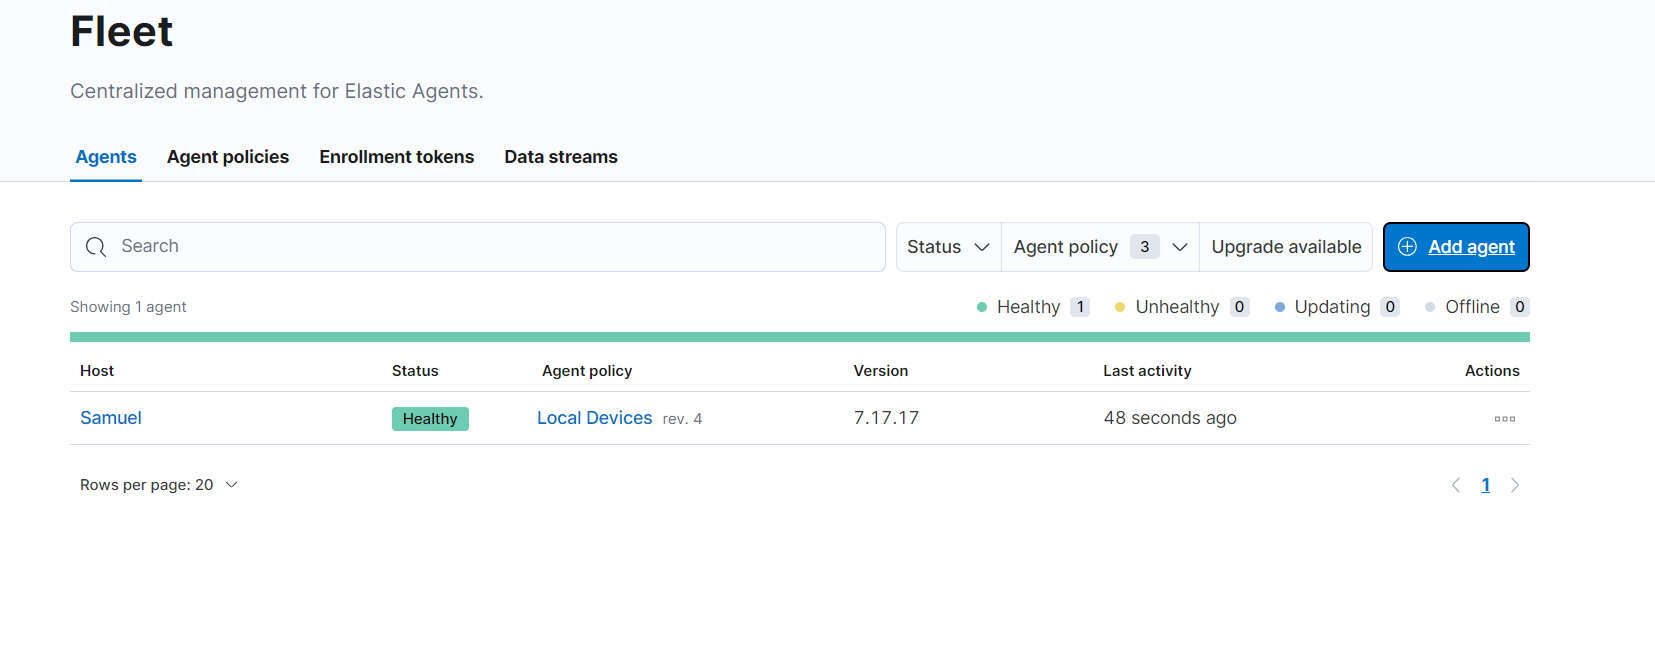 Fleet
Centralized management for Elastic Agents.
Agents Agent policies Enrollment tokens Data streams
Search Status Agent policy 3 Upgrade available Add agent
Showing 1 agent Healthy 1 Unhealthy 0 Updating 0 Offline 0
Host Status Agent policy Version Last activity Actions
Samuel Healthy Local Devices rev. 4 7.17.17 48 seconds ago
Rows per page: 20 1